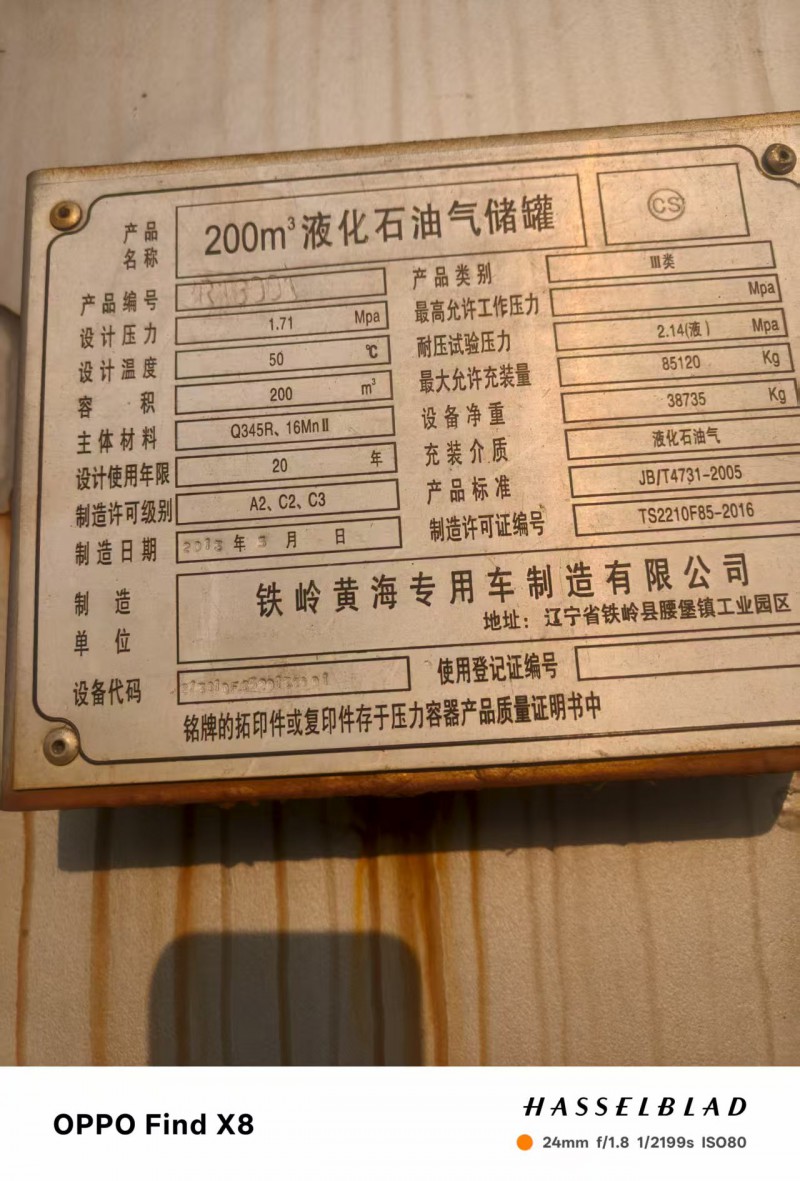 产品名称 200m³液化石油气储罐 CS
产品编号 产品类别 Ⅲ类
设计压力 1.71 Mpa 最高允许工作压力 Mpa
设计温度 50 ℃ 耐压试验压力 2.14(液) Mpa
容积 200 m³ 最大允许充装量 85120 Kg
主体材料 Q345R、16MnⅡ 设备净重 38735 Kg
设计使用年限 20 年 充装介质 液化石油气
制造许可级别 A2、C2、C3 产品标准 JB/T4731-2005
制造日期 年 月 日 制造许可证编号 TS2210F85-2016
制造单位 铁岭黄海专用车制造有限公司
地址：辽宁省铁岭县腰堡镇工业园区
设备代码 使用登记证编号
铭牌的拓印件或复印件存于压力容器产品质量证明书中
OPPO Find X8
HASSELBLAD
24mm f/1.8 1/2199s ISO80